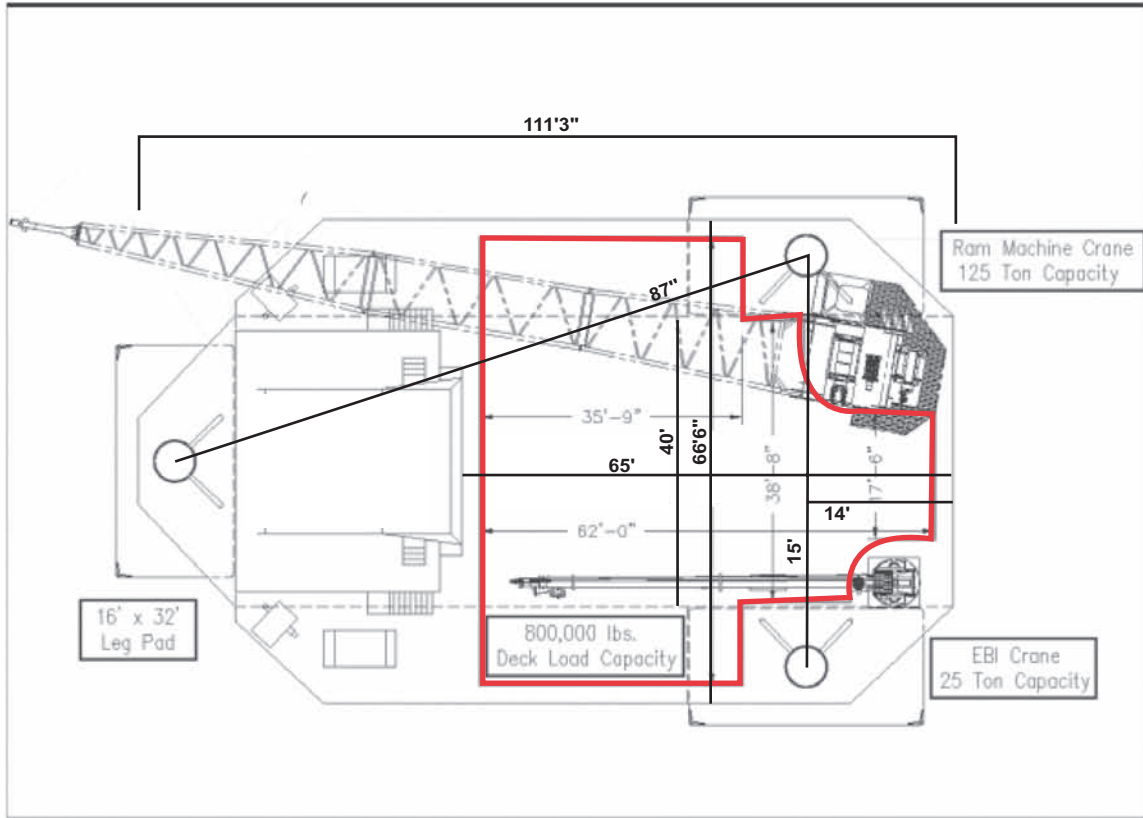 111'3"
Ram Machine Crane
125 Ton Capacity
87"
35'-9"
40'
66'6"
65'
38'-8"
17'-6"
14'
62'-0"
15'
16' x 32'
Leg Pad
800,000 lbs.
Deck Load Capacity
EBI Crane
25 Ton Capacity